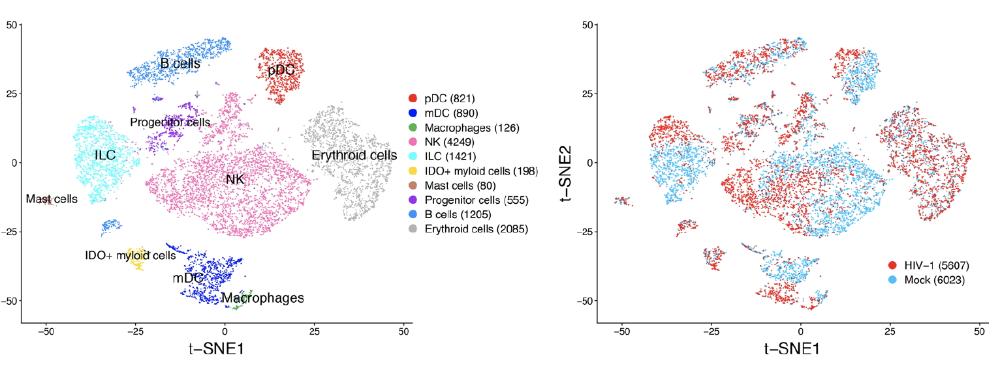 50
25
0
−25
−50
−50
−25
0
25
50
t−SNE1
B cells
pDC
Progenitor cells
ILC
Erythroid cells
NK
Mast cells
IDO+ myloid cells
mDC
Macrophages
pDC (821)
mDC (890)
Macrophages (126)
NK (4249)
ILC (1421)
IDO+ myloid cells (198)
Mast cells (80)
Progenitor cells (555)
B cells (1205)
Erythroid cells (2085)
t−SNE2
50
25
0
−25
−50
−50
−25
0
25
50
t−SNE1
HIV−1 (5607)
Mock (6023)